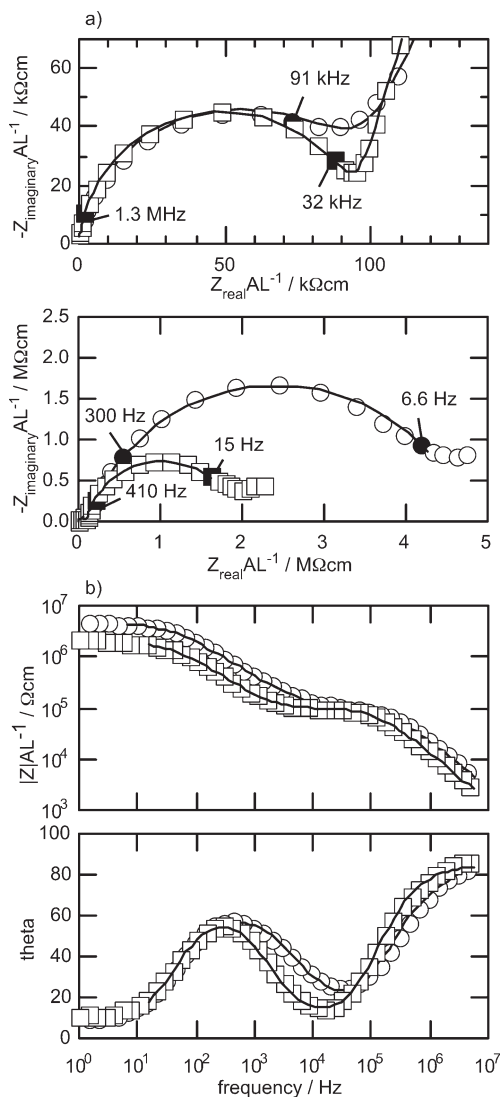 a)
60
40
20
0
91 kHz
32 kHz
1.3 MHz
-Z_imaginary AL^-1 / kΩcm
0 50 100
Z_real AL^-1 / kΩcm
2.5
2.0
1.5
1.0
0.5
0.0
300 Hz
6.6 Hz
15 Hz
410 Hz
-Z_imaginary AL^-1 / MΩcm
0 1 2 3 4 5
Z_real AL^-1 / MΩcm
b)
10^7
10^6
10^5
10^4
10^3
|Z|AL^-1 / Ωcm
100
80
60
40
20
0
theta
10^0 10^1 10^2 10^3 10^4 10^5 10^6 10^7
frequency / Hz